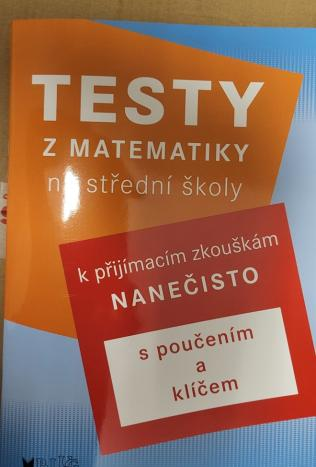 TESTY
Z MATEMATIKY
na střední školy
k přijímacím zkouškám
NANEČISTO
s poučením
a
klíčem